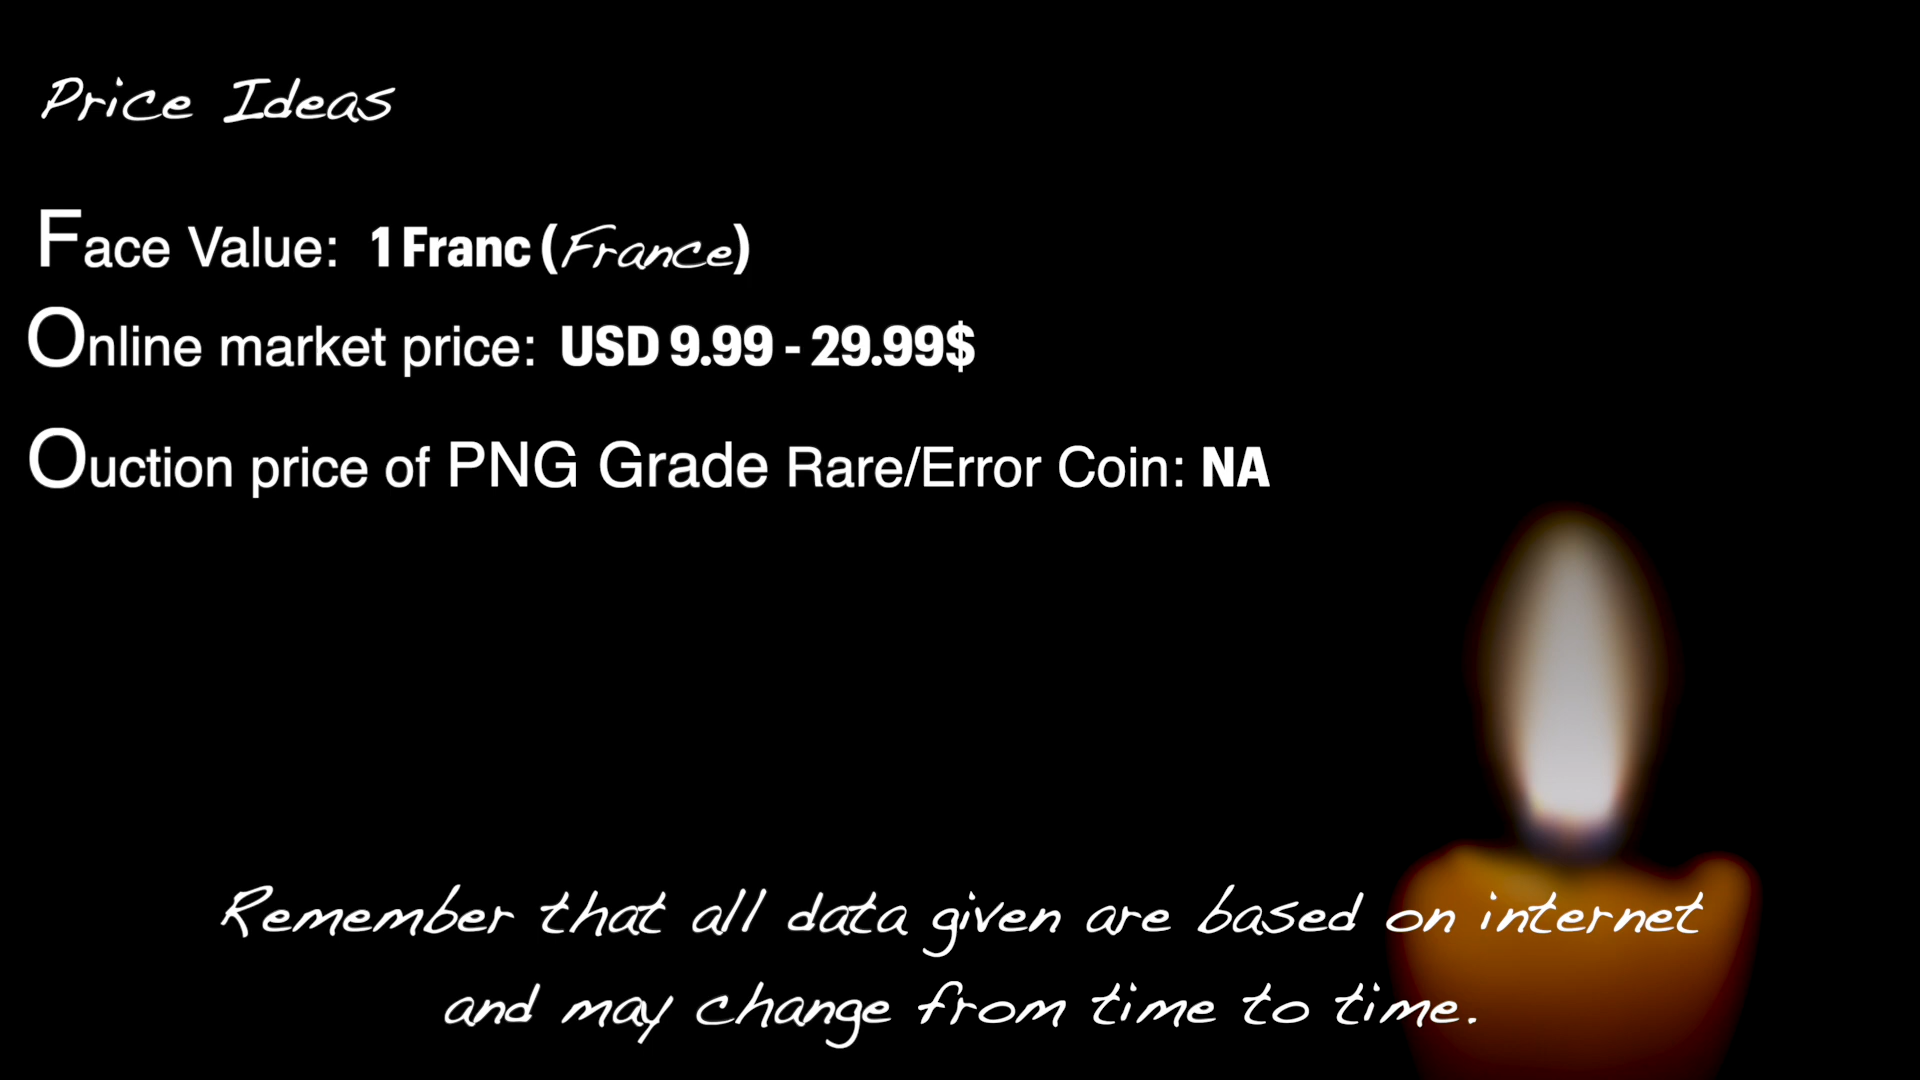 Price Ideas
Face Value: 1 Franc (France)
Online market price: USD 9.99 - 29.99$
Ouction price of PNG Grade Rare/Error Coin: NA
Remember that all data given are based on internet
and may change from time to time.